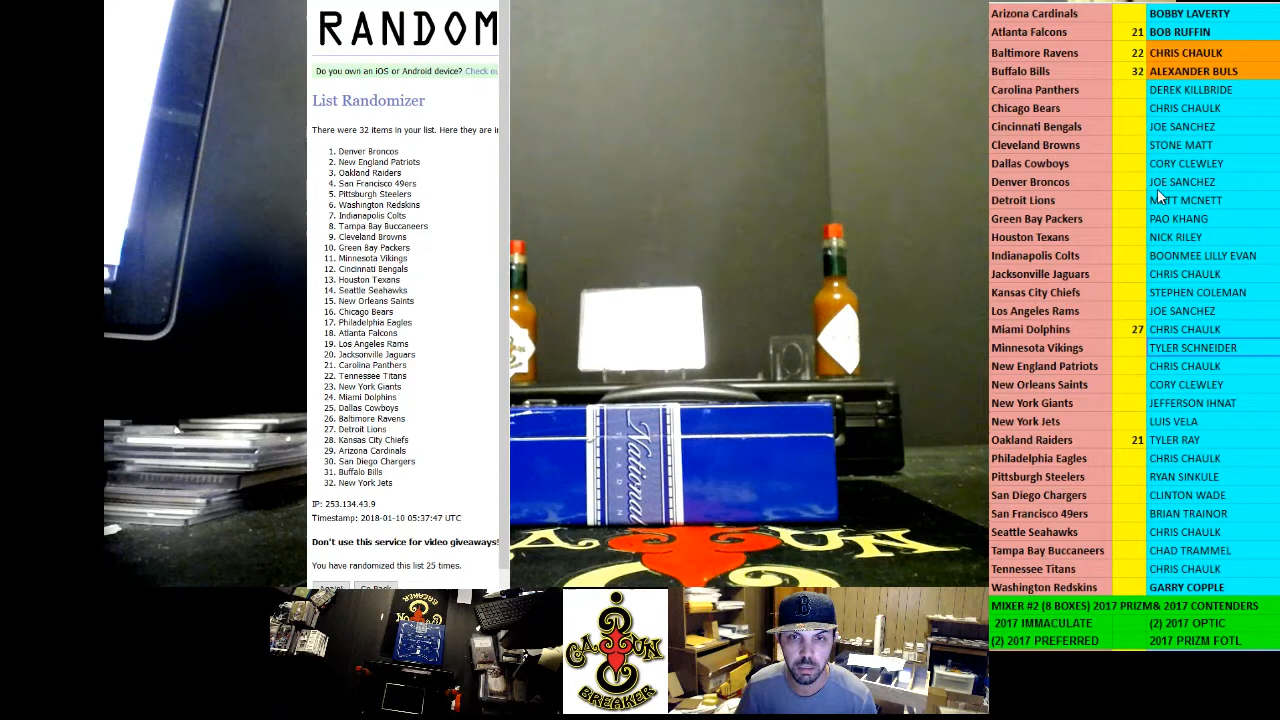 RANDOM
Do you own an iOS or Android device? Check ou
List Randomizer
There were 32 items in your list. Here they are in
1. Denver Broncos
2. New England Patriots
3. Oakland Raiders
4. San Francisco 49ers
5. Pittsburgh Steelers
6. Washington Redskins
7. Indianapolis Colts
8. Tampa Bay Buccaneers
9. Cleveland Browns
10. Green Bay Packers
11. Minnesota Vikings
12. Cincinnati Bengals
13. Houston Texans
14. Seattle Seahawks
15. New Orleans Saints
16. Chicago Bears
17. Philadelphia Eagles
18. Atlanta Falcons
19. Los Angeles Rams
20. Jacksonville Jaguars
21. Carolina Panthers
22. Tennessee Titans
23. New York Giants
24. Miami Dolphins
25. Dallas Cowboys
26. Baltimore Ravens
27. Detroit Lions
28. Kansas City Chiefs
29. Arizona Cardinals
30. San Diego Chargers
31. Buffalo Bills
32. New York Jets
IP: 253.134.43.9
Timestamp: 2018-01-10 05:37:47 UTC
Don't use this service for video giveaways!
You have randomized this list 25 times.
Go Back
National
CAJUN
BREAKER
Arizona Cardinals BOBBY LAVERTY
Atlanta Falcons 21 BOB RUFFIN
Baltimore Ravens 22 CHRIS CHAULK
Buffalo Bills 32 ALEXANDER BULS
Carolina Panthers DEREK KILLBRIDE
Chicago Bears CHRIS CHAULK
Cincinnati Bengals JOE SANCHEZ
Cleveland Browns STONE MATT
Dallas Cowboys CORY CLEWLEY
Denver Broncos JOE SANCHEZ
Detroit Lions MATT MCNETT
Green Bay Packers PAO KHANG
Houston Texans NICK RILEY
Indianapolis Colts BOONMEE LILLY EVAN
Jacksonville Jaguars CHRIS CHAULK
Kansas City Chiefs STEPHEN COLEMAN
Los Angeles Rams JOE SANCHEZ
Miami Dolphins 27 CHRIS CHAULK
Minnesota Vikings TYLER SCHNEIDER
New England Patriots CHRIS CHAULK
New Orleans Saints CORY CLEWLEY
New York Giants JEFFERSON IHNAT
New York Jets LUIS VELA
Oakland Raiders 21 TYLER RAY
Philadelphia Eagles CHRIS CHAULK
Pittsburgh Steelers RYAN SINKULE
San Diego Chargers CLINTON WADE
San Francisco 49ers BRIAN TRAINOR
Seattle Seahawks CHRIS CHAULK
Tampa Bay Buccaneers CHAD TRAMMEL
Tennessee Titans CHRIS CHAULK
Washington Redskins GARRY COPPLE
MIXER #2 (8 BOXES) 2017 PRIZM& 2017 CONTENDERS
2017 IMMACULATE (2) 2017 OPTIC
(2) 2017 PREFERRED 2017 PRIZM FOTL